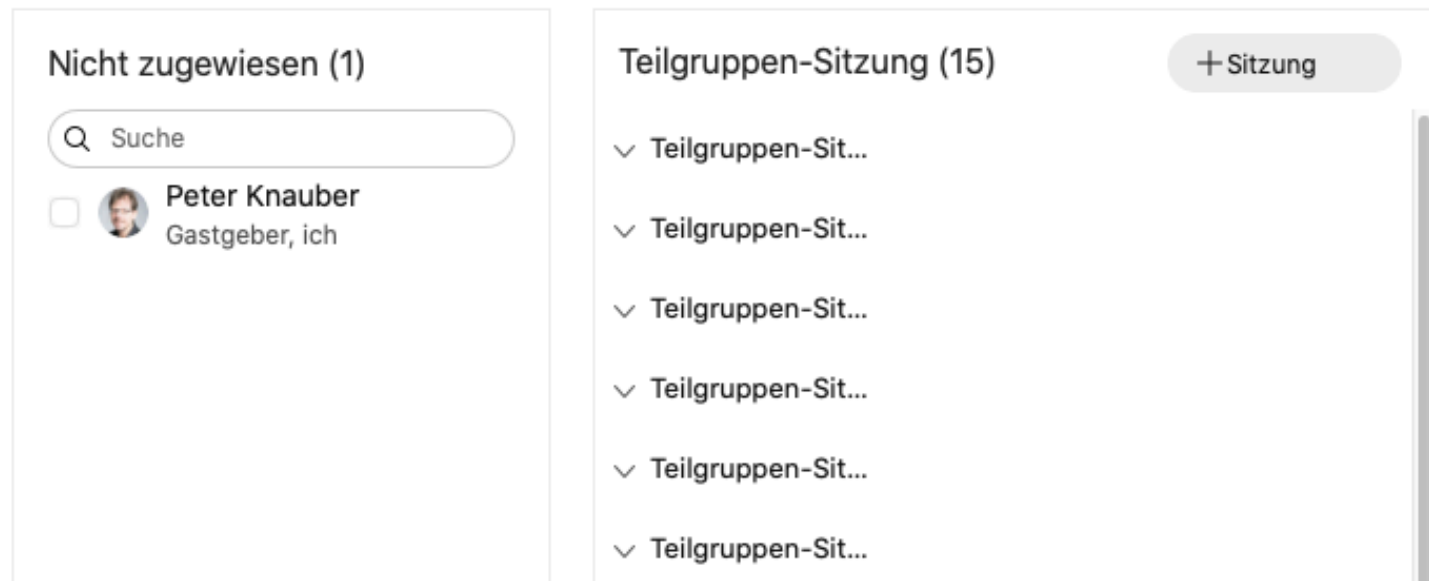 Nicht zugewiesen (1)
Suche
Peter Knauber
Gastgeber, ich
Teilgruppen-Sitzung (15)
+Sitzung
Teilgruppen-Sit...
Teilgruppen-Sit...
Teilgruppen-Sit...
Teilgruppen-Sit...
Teilgruppen-Sit...
Teilgruppen-Sit...